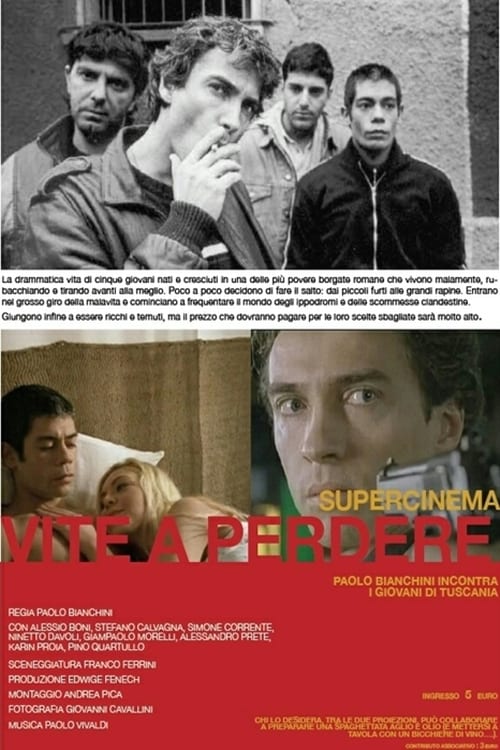 La drammatica vita di cinque giovani nati e cresciuti in una delle più povere borgate romane che vivono malamente, ru-
bacchiando e tirando avanti alla meglio. Poco a poco decidono di fare il salto: dai piccoli furti alle grandi rapine. Entrano
nel grosso giro della malavita e cominciano a frequentare il mondo degli ippodromi e delle scommesse clandestine.
Giungono infine a essere ricchi e temuti, ma il prezzo che dovranno pagare per le loro scelte sbagliate sarà molto alto.
SUPERCINEMA
VITE A PERDERE
PAOLO BIANCHINI INCONTRA
I GIOVANI DI TUSCANIA
REGIA PAOLO BIANCHINI
CON ALESSIO BONI, STEFANO CALVAGNA, SIMONE CORRENTE,
NINETTO DAVOLI, GIAMPAOLO MORELLI, ALESSANDRO PRETE,
KARIN PROIA, PINO QUARTULLO
SCENEGGIATURA FRANCO FERRINI
PRODUZIONE EDWIGE FENECH
MONTAGGIO ANDREA PICA
FOTOGRAFIA GIOVANNI CAVALLINI
MUSICA PAOLO VIVALDI
INGRESSO 5 EURO
CHI LO DESIDERA, TRA LE DUE PROIEZIONI, PUÒ COLLABORARE
A PREPARARE UNA SPAGHETTATA AGLIO E OLIO (E METTERSI A
TAVOLA CON UN BICCHIERE DI VINO....).
CONTRIBUTO ASSOCIATIVO : 2 euro